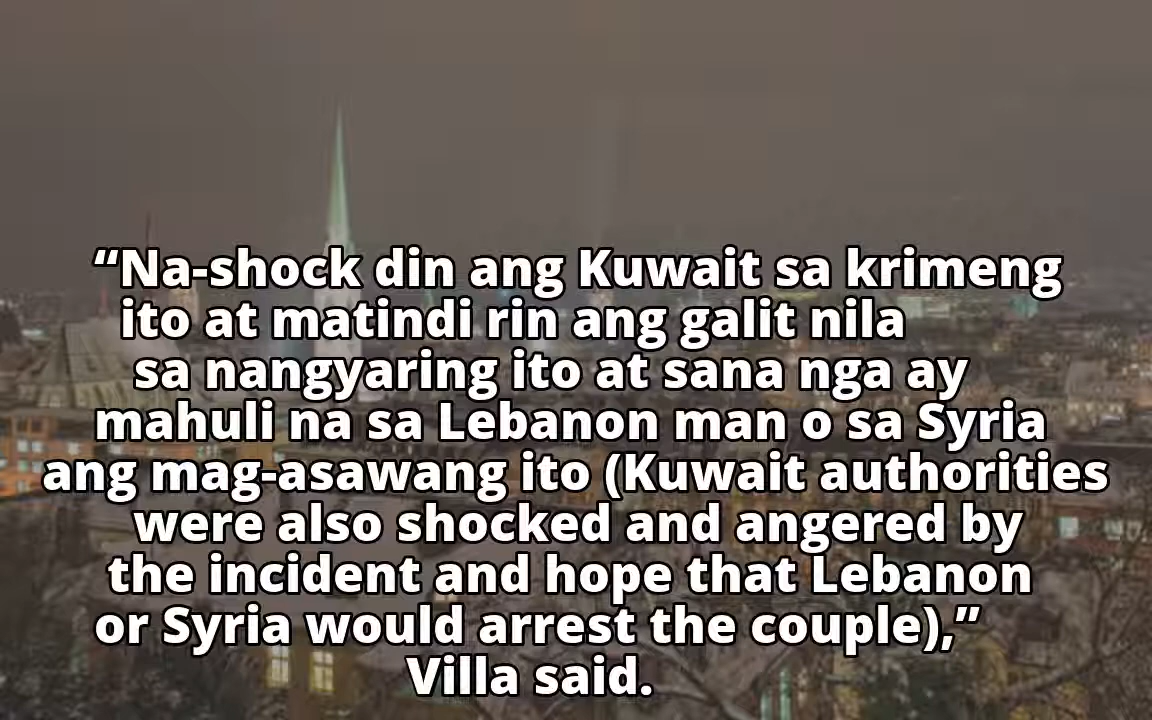 “Na-shock din ang Kuwait sa krimeng
ito at matindi rin ang galit nila
sa nangyaring ito at sana nga ay
mahuli na sa Lebanon man o sa Syria
ang mag-asawang ito (Kuwait authorities
were also shocked and angered by
the incident and hope that Lebanon
or Syria would arrest the couple),”
Villa said.